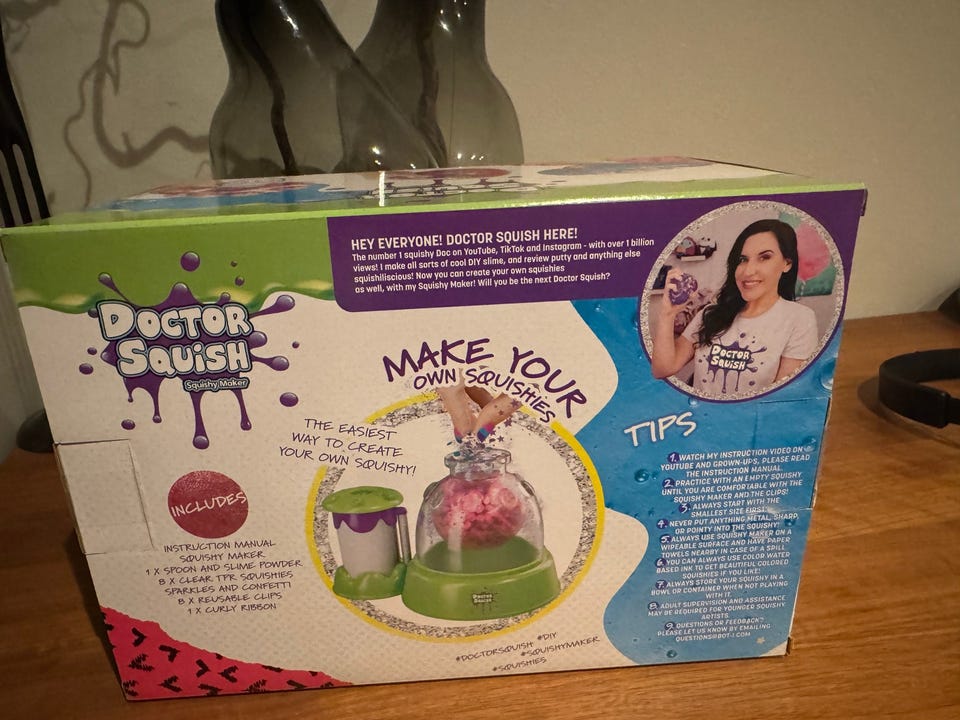 HEY EVERYONE! DOCTOR SQUISH HERE!
The number 1 squishy Doc on YouTube, TikTok and Instagram - with over 1 billion
views! I make all sorts of cool DIY slime, and review putty and anything else
squishiliscious! Now you can create your own squishies
as well, with my Squishy Maker! Will you be the next Doctor Squish?
DOCTOR
SQUISH
Squishy Maker
MAKE YOUR
OWN SQUISHIES
THE EASIEST
WAY TO CREATE
YOUR OWN SQUISHY!
INCLUDES
INSTRUCTION MANUAL
SQUISHY MAKER
1 X SPOON AND SLIME POWDER
8 X CLEAR TPR SQUISHIES
SPARKLES AND CONFETTI
8 X REUSABLE CLIPS
1 X CURLY RIBBON
DOCTOR
SQUISH
#DOCTORSQUISH #DIY
#SQUISHYMAKER
#SQUISHIES
DOCTOR
SQUISH
TIPS
1. WATCH MY INSTRUCTION VIDEO ON
YOUTUBE AND GROWN-UPS, PLEASE READ
THE INSTRUCTION MANUAL.
2. PRACTICE WITH AN EMPTY SQUISHY
UNTIL YOU ARE COMFORTABLE WITH THE
SQUISHY MAKER AND THE CLIPS!
3. ALWAYS START WITH THE
SMALLEST SIZE FIRST.
4. NEVER PUT ANYTHING METAL, SHARP,
OR POINTY INTO THE SQUISHY!
5. ALWAYS USE SQUISHY MAKER ON A
WIPEABLE SURFACE AND HAVE PAPER
TOWELS NEARBY IN CASE OF A SPILL
6. YOU CAN ALWAYS USE COLOR WATER
BASED INK TO GET BEAUTIFUL COLORED
SQUISHIES IF YOU LIKE!
7. ALWAYS STORE YOUR SQUISHY IN A
BOWL OR CONTAINER WHEN NOT PLAYING
WITH IT.
8. ADULT SUPERVISION AND ASSISTANCE
MAY BE REQUIRED FOR YOUNGER SQUISHY
ARTISTS.
9. QUESTIONS OR FEEDBACK?
PLEASE LET US KNOW BY EMAILING
QUESTIONS@BOT-I.COM